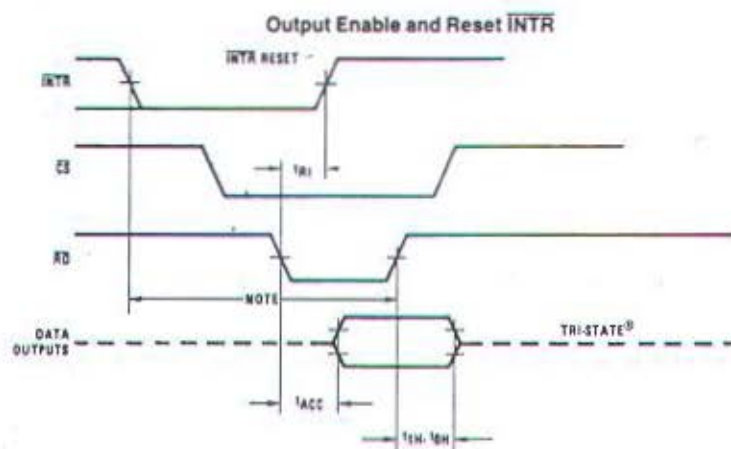 Output Enable and Reset INTR
INTR RESET
INTR
tRI
CS
RD
NOTE
DATA
OUTPUTS
TRI-STATE®
tACC
t1H, t0H